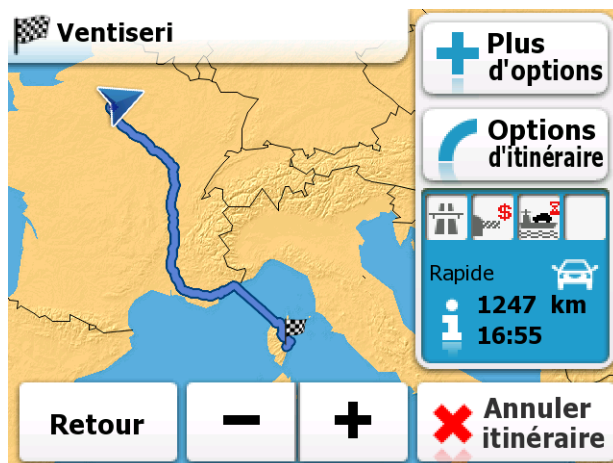 Ventiseri
Plus
d'options
Options
d'itinéraire
$
Rapide
1247 km
16:55
Retour
Annuler
itinéraire